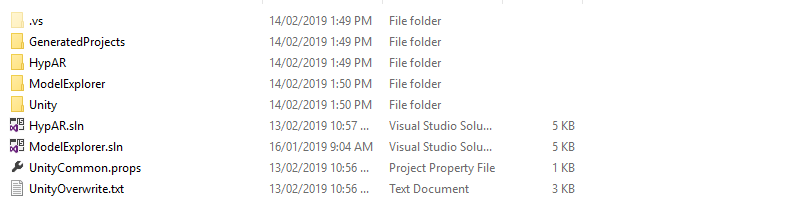 .vs 14/02/2019 1:49 PM File folder
GeneratedProjects 14/02/2019 1:49 PM File folder
HypAR 14/02/2019 1:49 PM File folder
ModelExplorer 14/02/2019 1:50 PM File folder
Unity 14/02/2019 1:50 PM File folder
HypAR.sln 13/02/2019 10:57 ... Visual Studio Solu... 5 KB
ModelExplorer.sln 16/01/2019 9:04 AM Visual Studio Solu... 5 KB
UnityCommon.props 13/02/2019 10:56 ... Project Property File 1 KB
UnityOverwrite.txt 13/02/2019 10:56 ... Text Document 3 KB